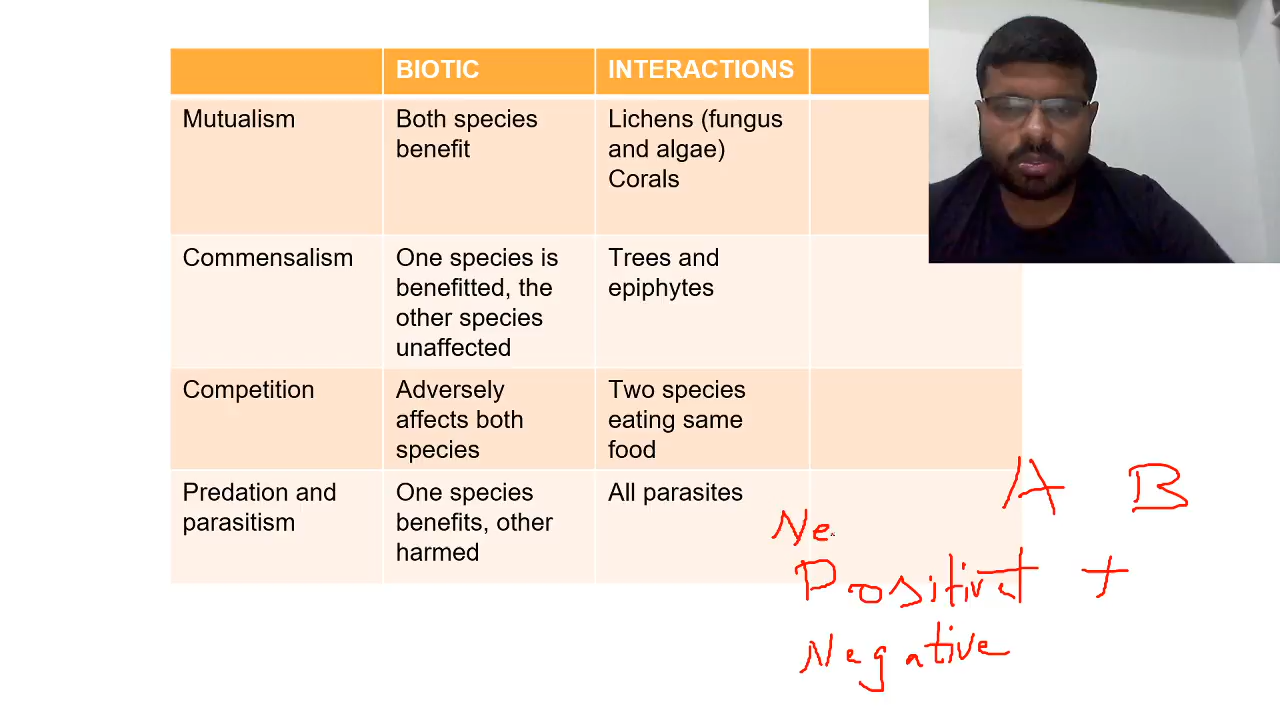 BIOTIC INTERACTIONS
Mutualism
Both species
benefit
Lichens (fungus
and algae)
Corals
Commensalism
One species is
benefitted, the
other species
unaffected
Trees and
epiphytes
Competition
Adversely
affects both
species
Two species
eating same
food
Predation and
parasitism
One species
benefits, other
harmed
All parasites
A B
Ne
Positive + +
Negative